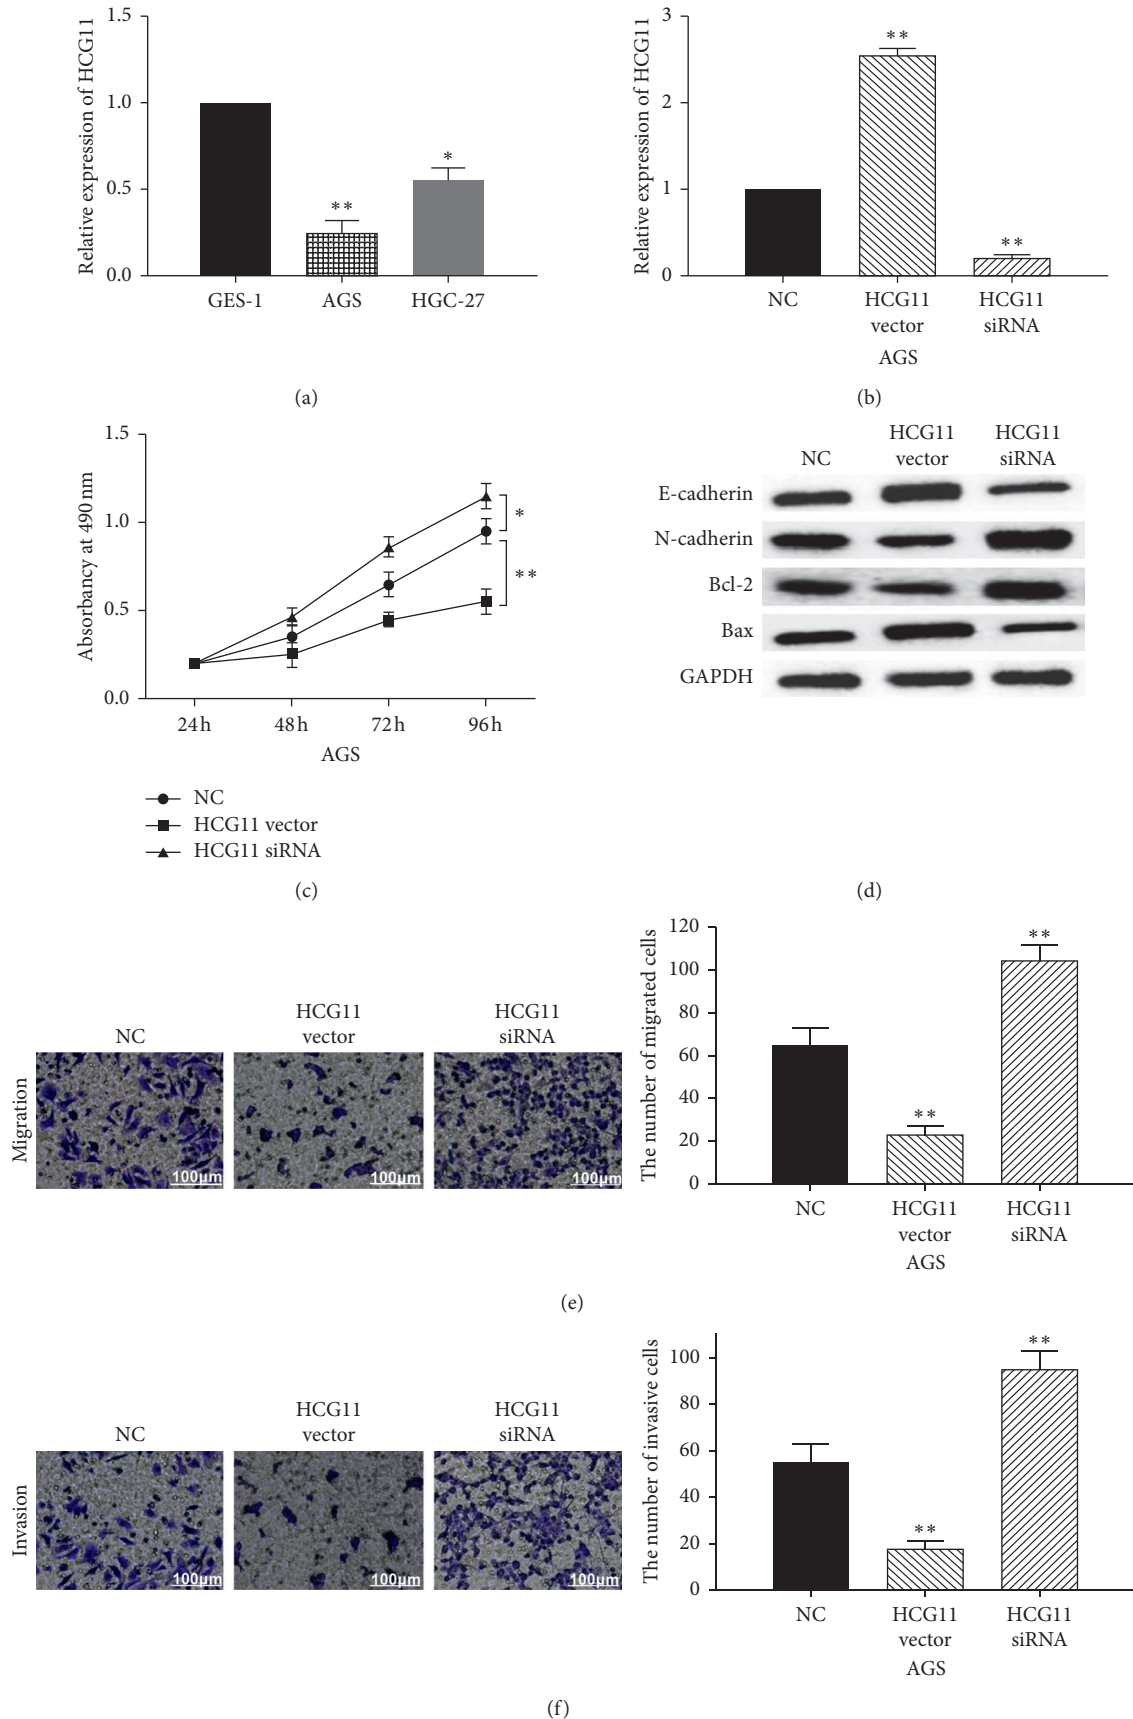 Relative expression of HCG11
1.5
1.0
0.5
0.0
**
*
GES-1
AGS
HGC-27
(a)
Relative expression of HCG11
3
2
1
0
**
**
NC
HCG11
vector
HCG11
siRNA
AGS
(b)
Absorbancy at 490 nm
1.5
1.0
0.5
0.0
*
**
24 h
48 h
72 h
96 h
AGS
NC
HCG11 vector
HCG11 siRNA
(c)
NC
HCG11
vector
HCG11
siRNA
E-cadherin
N-cadherin
Bcl-2
Bax
GAPDH
(d)
Migration
NC
HCG11
vector
HCG11
siRNA
100μm
100μm
100μm
The number of migrated cells
120
100
80
60
40
20
0
**
**
NC
HCG11
vector
HCG11
siRNA
AGS
(e)
Invasion
NC
HCG11
vector
HCG11
siRNA
100μm
100μm
100μm
The number of invasive cells
100
80
60
40
20
0
**
**
NC
HCG11
vector
HCG11
siRNA
AGS
(f)